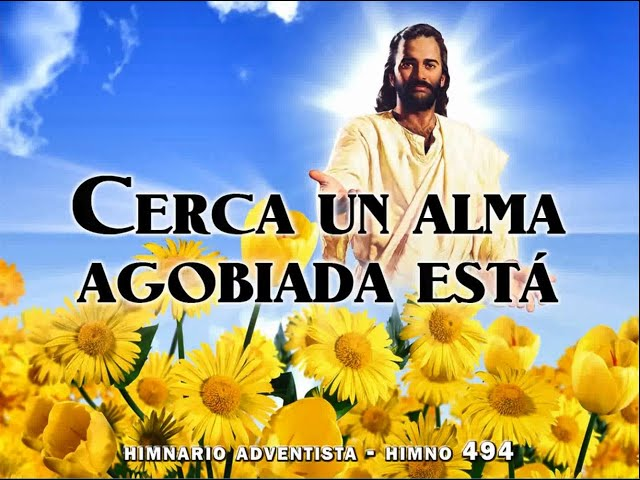 CERCA UN ALMA
AGOBIADA ESTÁ
HIMNARIO ADVENTISTA - HIMNO 494